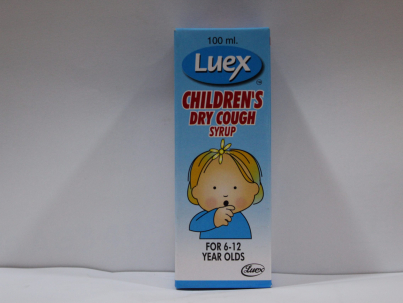 100 ml.
Luex
CHILDREN'S
DRY COUGH
SYRUP
FOR 6-12
YEAR OLDS
Luex